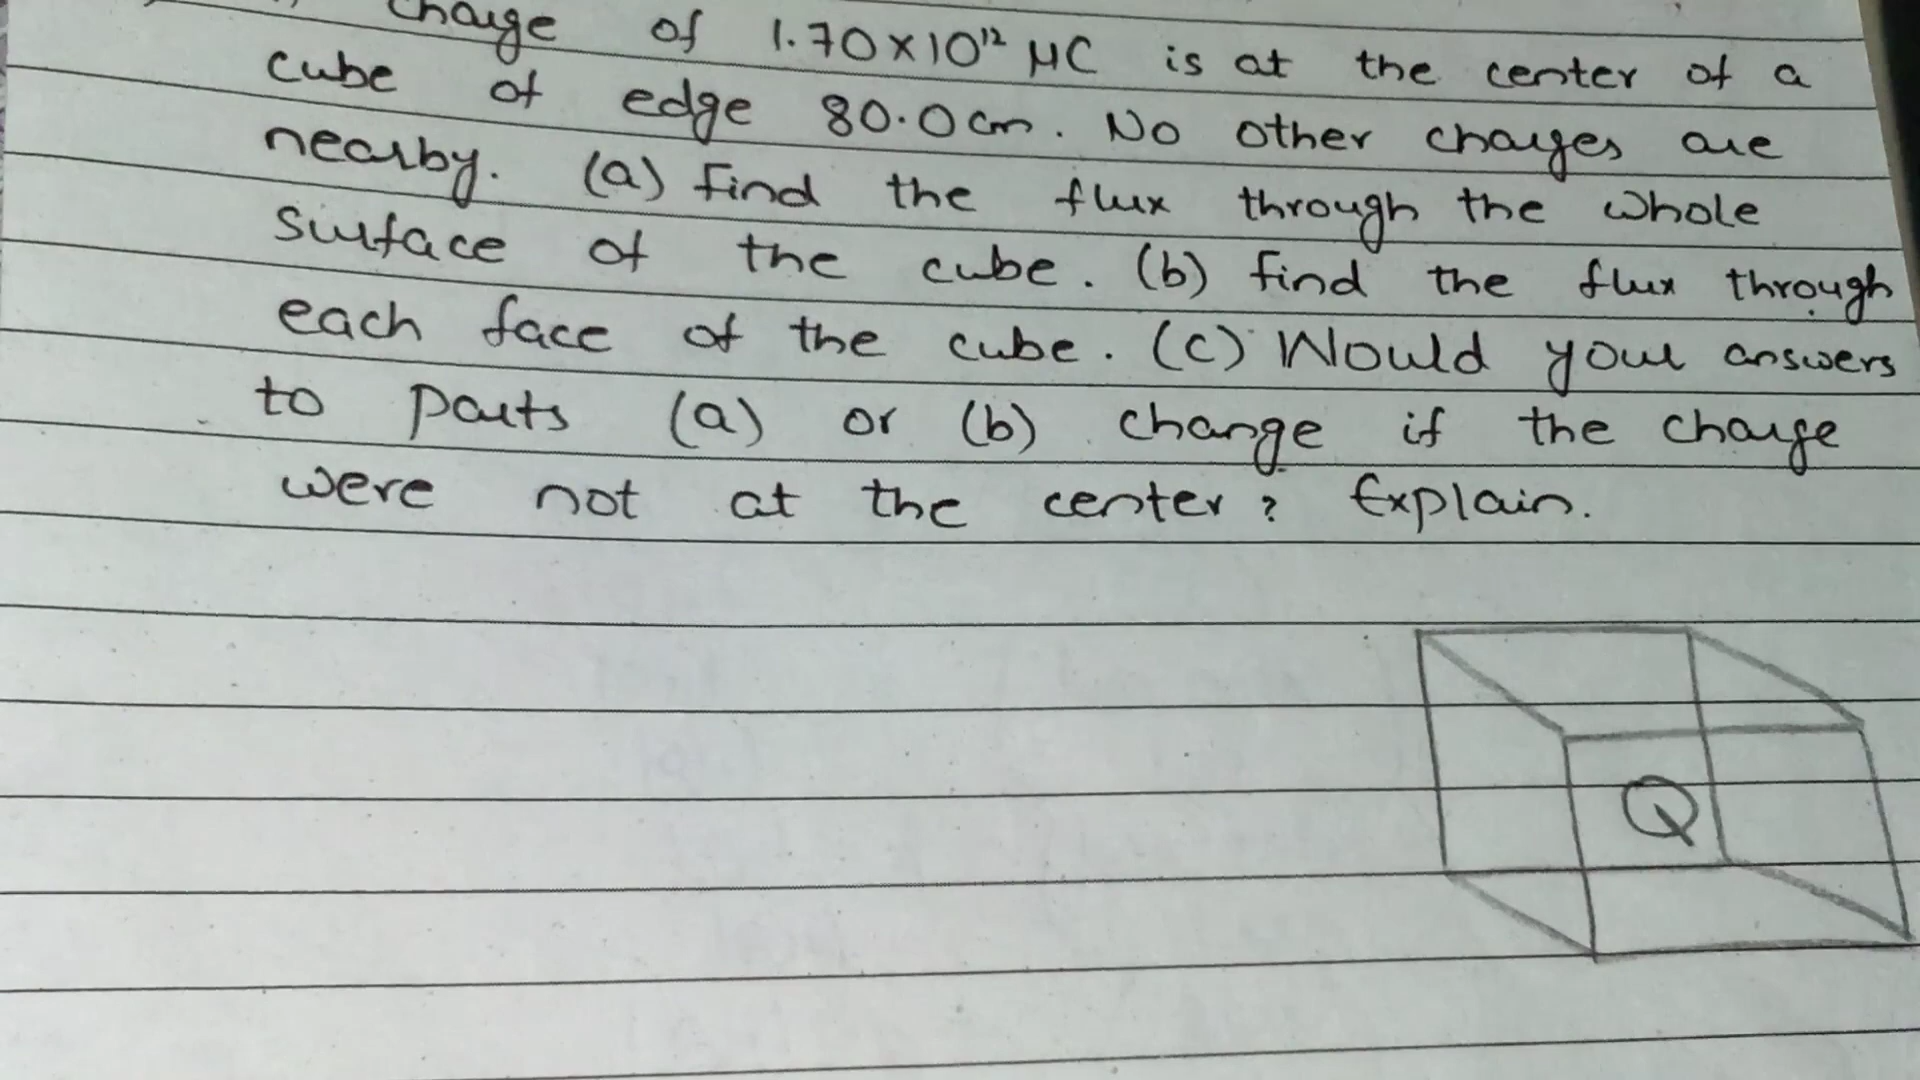 charge of 1.70×10¹² μC is at the center of a
cube of edge 80.0cm. No other charges are
nearby. (a) find the flux through the whole
surface of the cube. (b) find the flux through
each face of the cube. (c) Would your answers
to parts (a) or (b) change if the charge
were not at the center? Explain.
Q